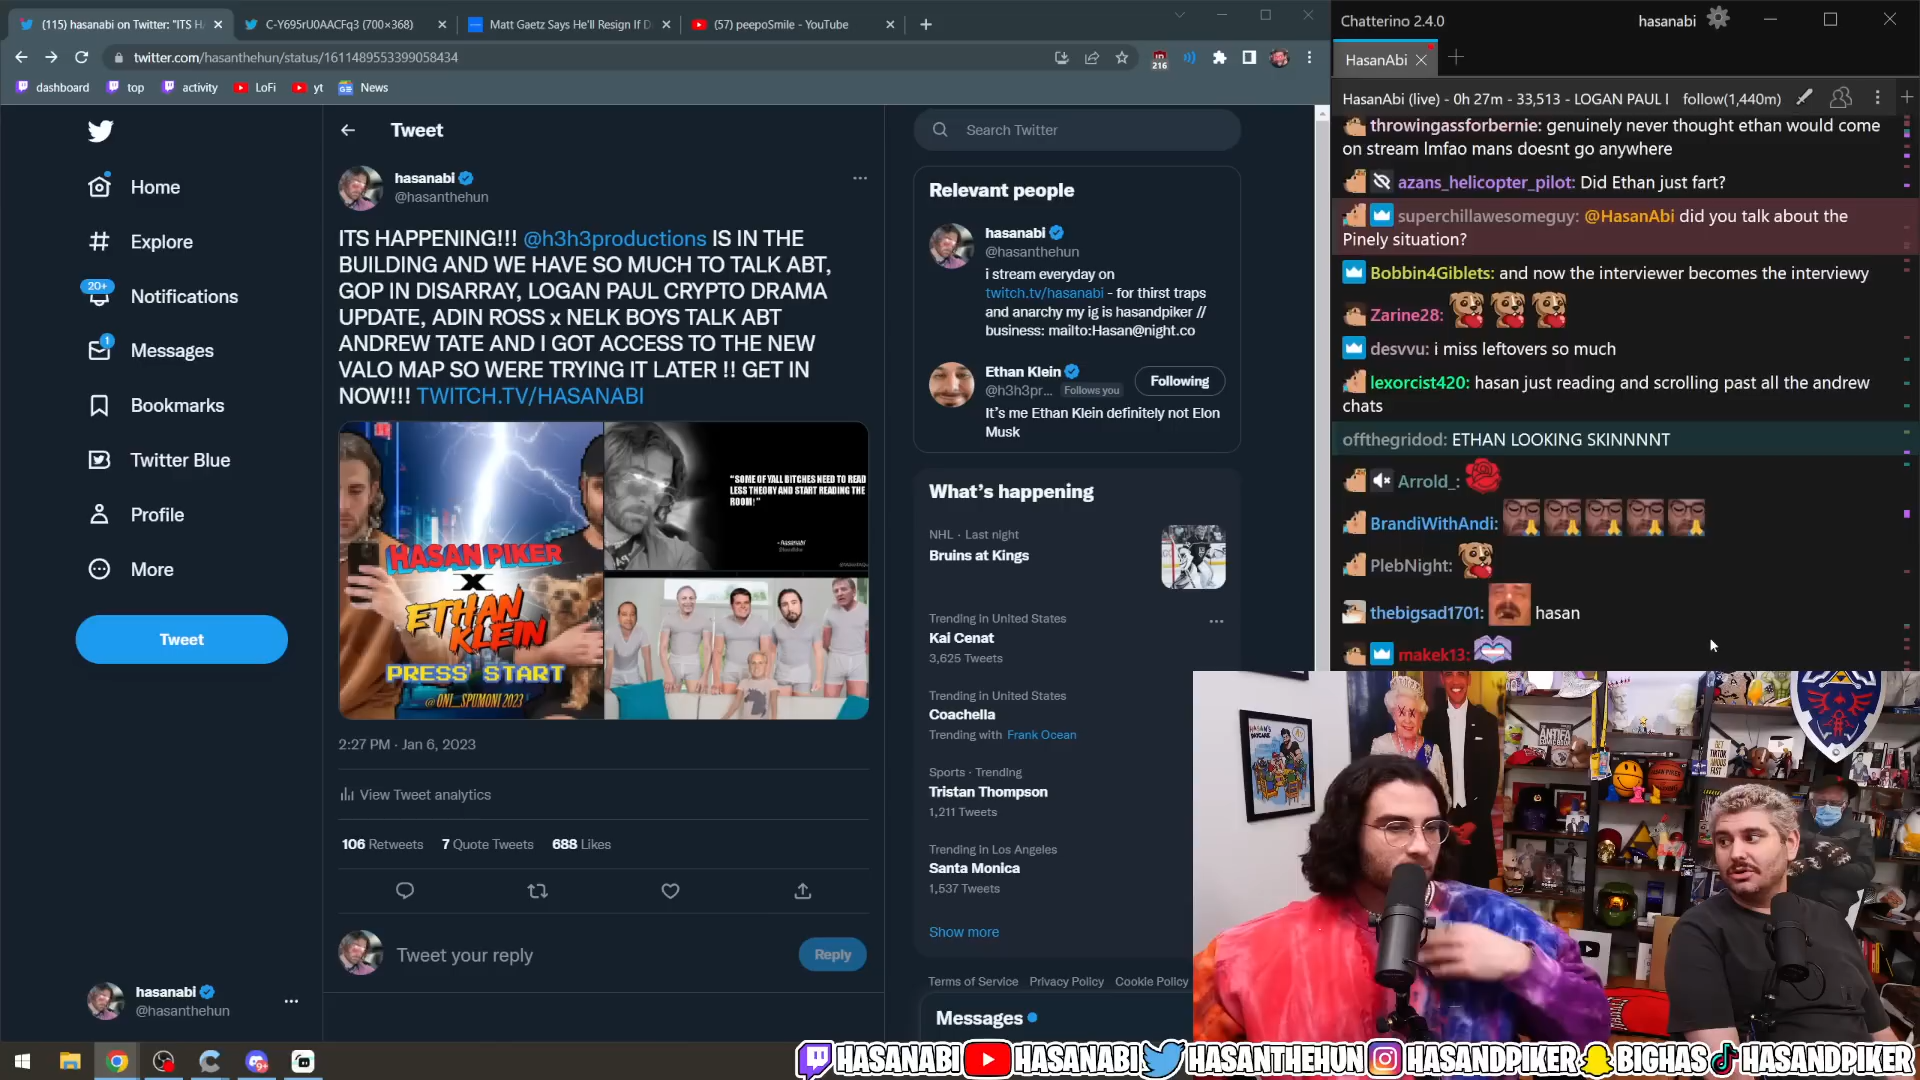 (115) hasanabi on Twitter: "ITS H
C-Y695rU0AACFq3 (700×368)
Matt Gaetz Says He'll Resign If D
(57) peepoSmile - YouTube
twitter.com/hasanthehun/status/1611489553399058434
216
dashboard
top
activity
LoFi
yt
News
Home
Explore
20+
Notifications
1
Messages
Bookmarks
Twitter Blue
Profile
More
Tweet
hasanabi
@hasanthehun
Tweet
hasanabi
@hasanthehun
ITS HAPPENING!!! @h3h3productions IS IN THE
BUILDING AND WE HAVE SO MUCH TO TALK ABT,
GOP IN DISARRAY, LOGAN PAUL CRYPTO DRAMA
UPDATE, ADIN ROSS x NELK BOYS TALK ABT
ANDREW TATE AND I GOT ACCESS TO THE NEW
VALO MAP SO WERE TRYING IT LATER !! GET IN
NOW!!! TWITCH.TV/HASANABI
HASAN PIKER
X
ETHAN
KLEIN
PRESS START
@ONI_SPUMONI 2023
"SOME OF YALL BITCHES NEED TO READ
LESS THEORY AND START READING THE
ROOM!"
- hasanabi
2:27 PM · Jan 6, 2023
View Tweet analytics
106 Retweets 7 Quote Tweets 688 Likes
Tweet your reply
Reply
Search Twitter
Relevant people
hasanabi
@hasanthehun
i stream everyday on
twitch.tv/hasanabi - for thirst traps
and anarchy my ig is hasandpiker //
business: mailto:Hasan@night.co
Ethan Klein
@h3h3pr... Follows you
Following
It's me Ethan Klein definitely not Elon
Musk
What's happening
NHL · Last night
Bruins at Kings
Trending in United States
Kai Cenat
3,625 Tweets
Trending in United States
Coachella
Trending with Frank Ocean
Sports · Trending
Tristan Thompson
1,211 Tweets
Trending in Los Angeles
Santa Monica
1,537 Tweets
Show more
Terms of Service Privacy Policy Cookie Policy
Messages
Chatterino 2.4.0
hasanabi
HasanAbi
HasanAbi (live) - 0h 27m - 33,513 - LOGAN PAUL I follow(1,440m)
throwingassforbernie: genuinely never thought ethan would come
on stream lmfao mans doesnt go anywhere
azans_helicopter_pilot: Did Ethan just fart?
superchillawesomeguy: @HasanAbi did you talk about the
Pinely situation?
Bobbin4Giblets: and now the interviewer becomes the interviewy
Zarine28:
desvvu: i miss leftovers so much
lexorcist420: hasan just reading and scrolling past all the andrew
chats
offthegridod: ETHAN LOOKING SKINNNNT
Arrold_:
BrandiWithAndi:
PlebNight:
thebigsad1701: hasan
makek13:
ANTIFA
HASANABI HASANABI HASANTHEHUN HASANDPIKER BIGHAS HASANDPIKER